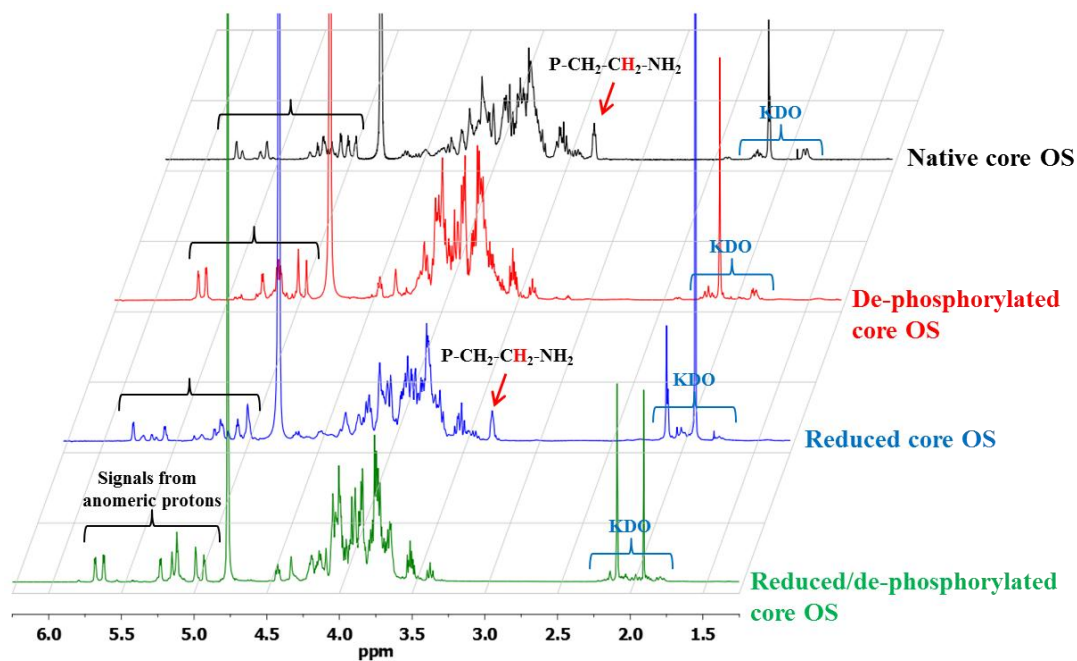 P-CH₂-CH₂-NH₂
KDO
Native core OS
KDO
De-phosphorylated
core OS
P-CH₂-CH₂-NH₂
KDO
Reduced core OS
Signals from
anomeric protons
KDO
Reduced/de-phosphorylated
core OS
6.0 5.5 5.0 4.5 4.0 3.5 3.0 2.5 2.0 1.5
ppm